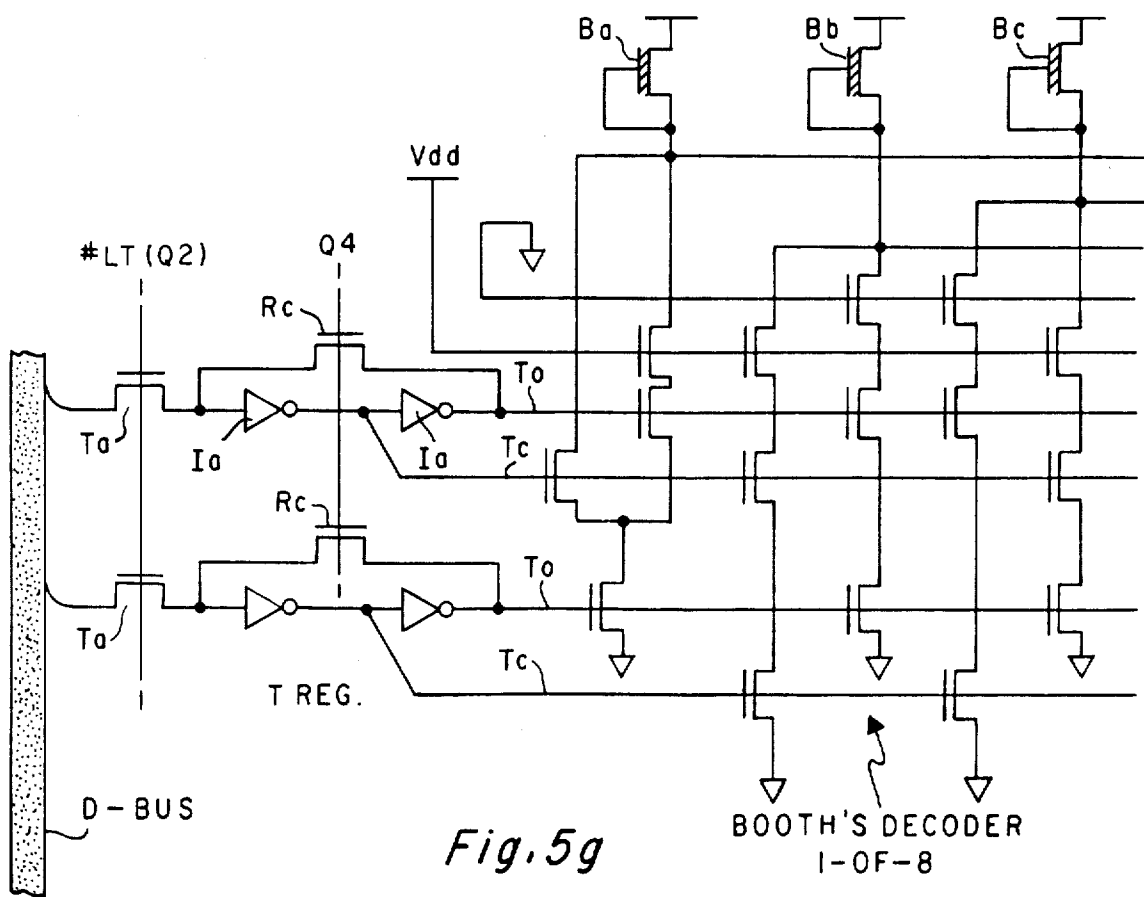 Ba
Bb
Bc
Vdd
#LT(Q2)
Q4
Rc
To
Ta
Ia
Ia
Tc
Rc
To
Ta
Tc
T REG.
D-BUS
BOOTH'S DECODER
1-OF-8
Fig. 5g